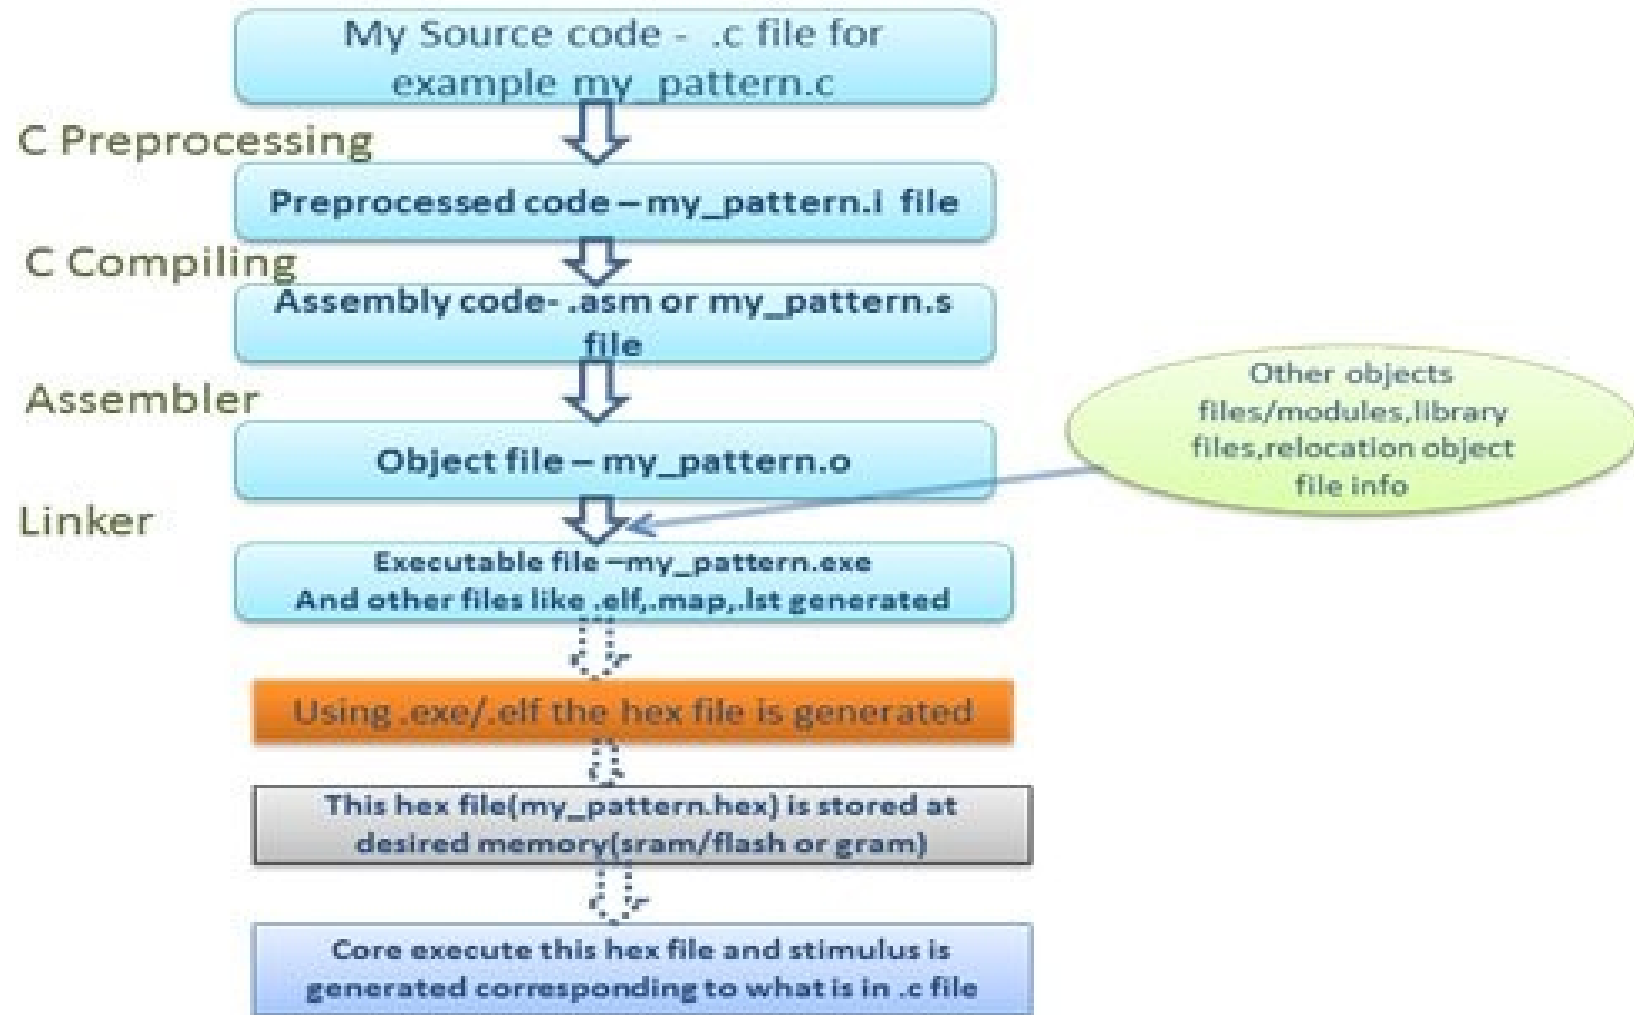 My Source code - .c file for
example my_pattern.c
C Preprocessing
Preprocessed code – my_pattern.i file
C Compiling
Assembly code- .asm or my_pattern.s
file
Assembler
Object file – my_pattern.o
Other objects
files/modules,library
files,relocation object
file info
Linker
Executable file –my_pattern.exe
And other files like .elf,.map,.lst generated
Using .exe/.elf the hex file is generated
This hex file(my_pattern.hex) is stored at
desired memory(sram/flash or gram)
Core execute this hex file and stimulus is
generated corresponding to what is in .c file